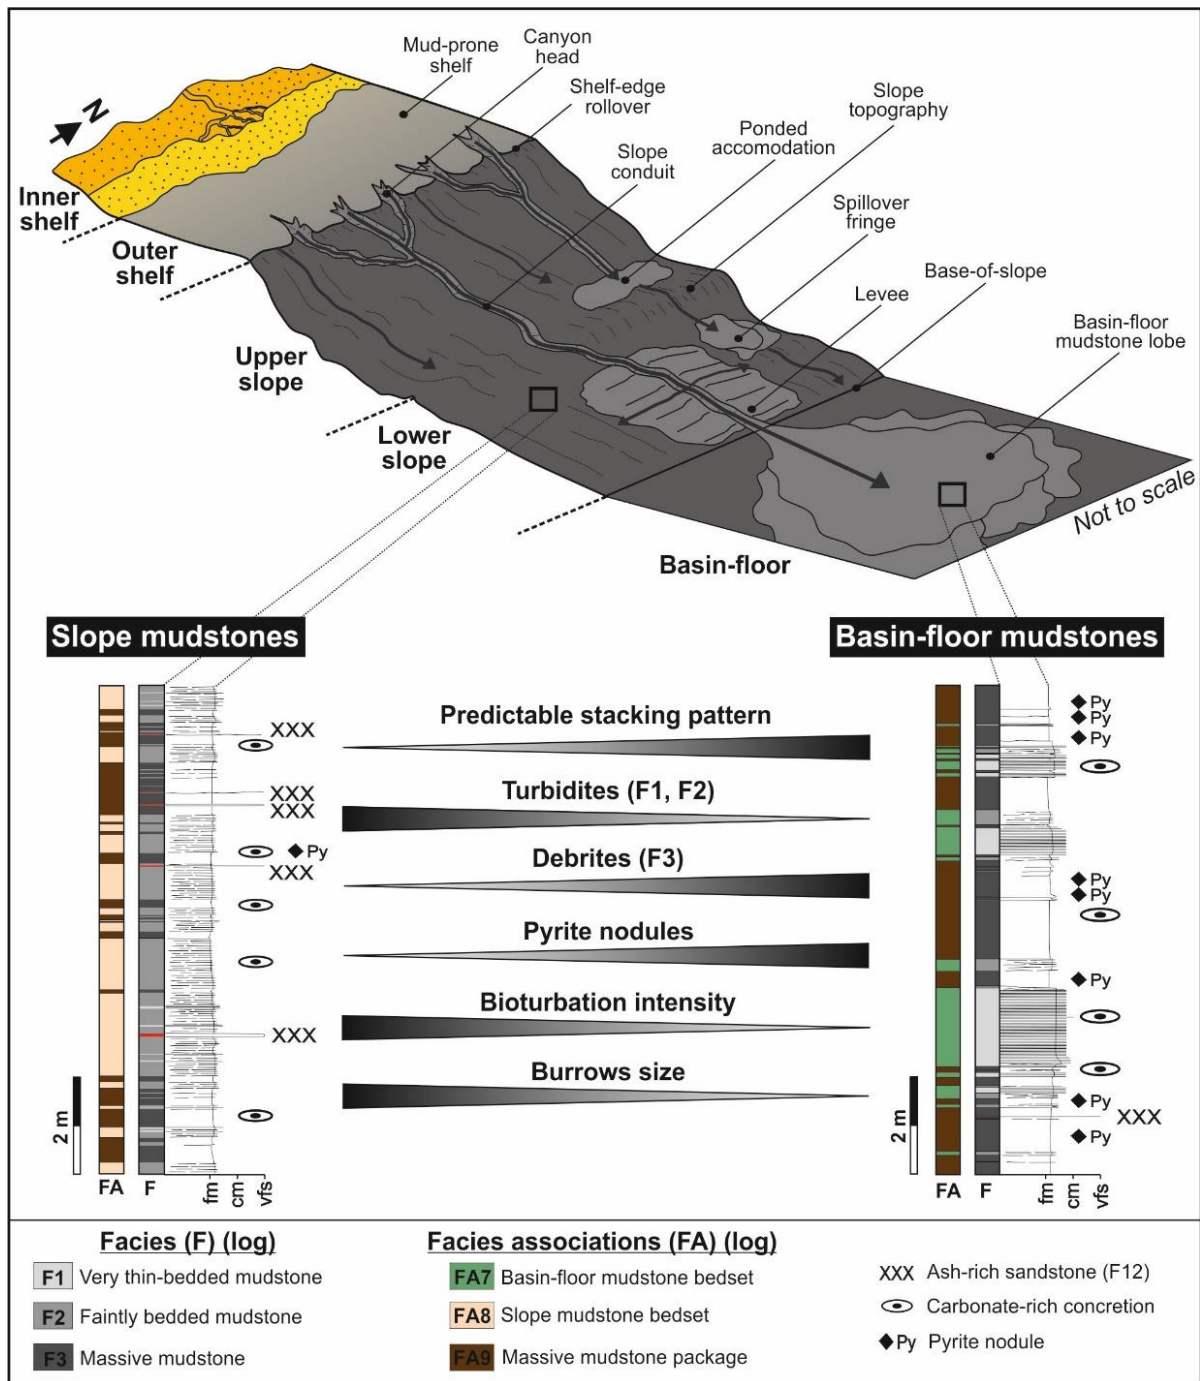 N
Mud-prone
shelf
Canyon
head
Shelf-edge
rollover
Slope
conduit
Ponded
accomodation
Slope
topography
Spillover
fringe
Levee
Base-of-slope
Basin-floor
mudstone lobe
Inner
shelf
Outer
shelf
Upper
slope
Lower
slope
Basin-floor
Not to scale
Slope mudstones
Basin-floor mudstones
XXX
XXX
XXX
Py
XXX
XXX
2 m
FA
F
fm
cm
vfs
Predictable stacking pattern
Turbidites (F1, F2)
Debrites (F3)
Pyrite nodules
Bioturbation intensity
Burrows size
Py
Py
Py
Py
Py
Py
Py
XXX
Py
2 m
FA
F
fm
cm
vfs
Facies (F) (log)
F1 Very thin-bedded mudstone
F2 Faintly bedded mudstone
F3 Massive mudstone
Facies associations (FA) (log)
FA7 Basin-floor mudstone bedset
FA8 Slope mudstone bedset
FA9 Massive mudstone package
XXX Ash-rich sandstone (F12)
Carbonate-rich concretion
Py Pyrite nodule